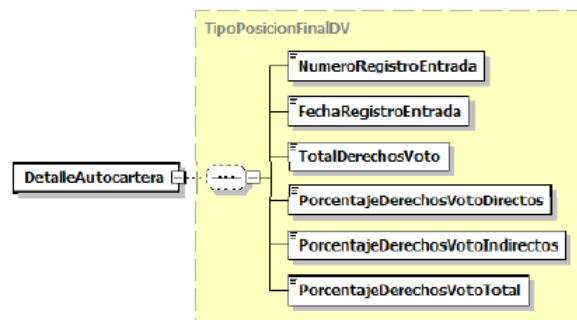 TipoPosicionFinalDV
NumeroRegistroEntrada
FechaRegistroEntrada
TotalDerechosVoto
DetalleAutocartera
PorcentajeDerechosVotoDirectos
PorcentajeDerechosVotoIndirectos
PorcentajeDerechosVotoTotal